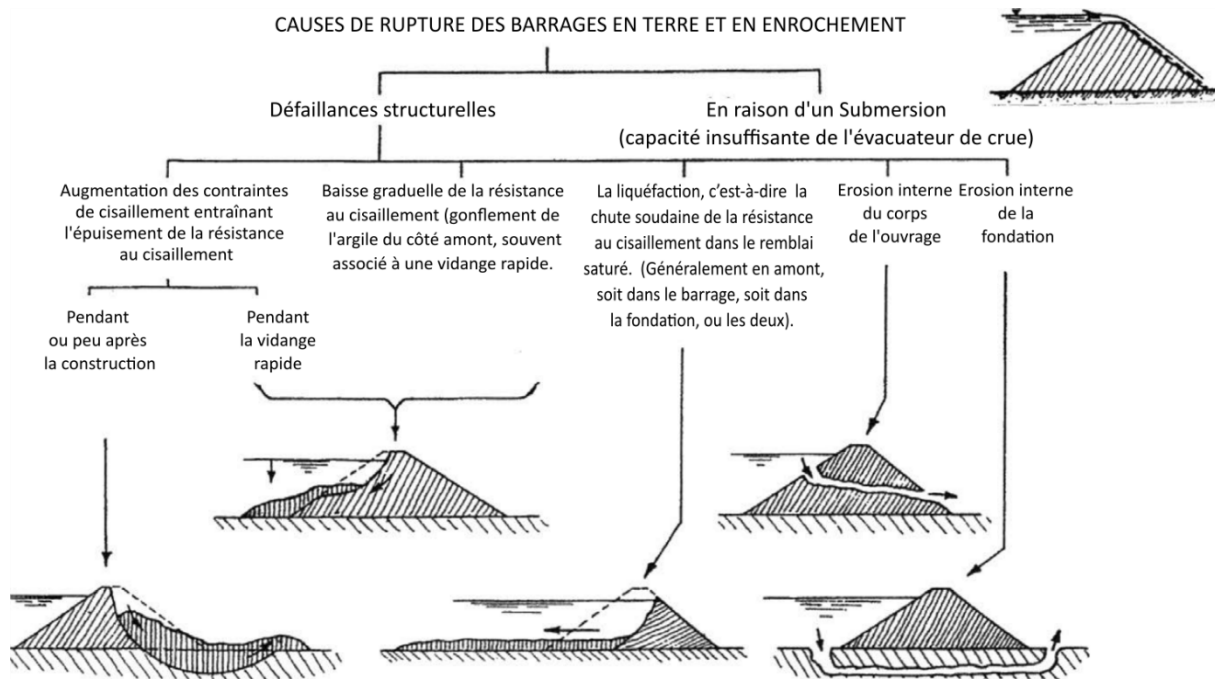 CAUSES DE RUPTURE DES BARRAGES EN TERRE ET EN ENROCHEMENT
Défaillances structurelles
En raison d'un Submersion
(capacité insuffisante de l'évacuateur de crue)
Augmentation des contraintes
de cisaillement entraînant
l'épuisement de la résistance
au cisaillement
Baisse graduelle de la résistance
au cisaillement (gonflement de
l'argile du côté amont, souvent
associé à une vidange rapide.
La liquéfaction, c'est-à-dire la
chute soudaine de la résistance
au cisaillement dans le remblai
saturé. (Généralement en amont,
soit dans le barrage, soit dans
la fondation, ou les deux).
Erosion interne
du corps
de l'ouvrage
Erosion interne
de la
fondation
Pendant
ou peu après
la construction
Pendant
la vidange
rapide